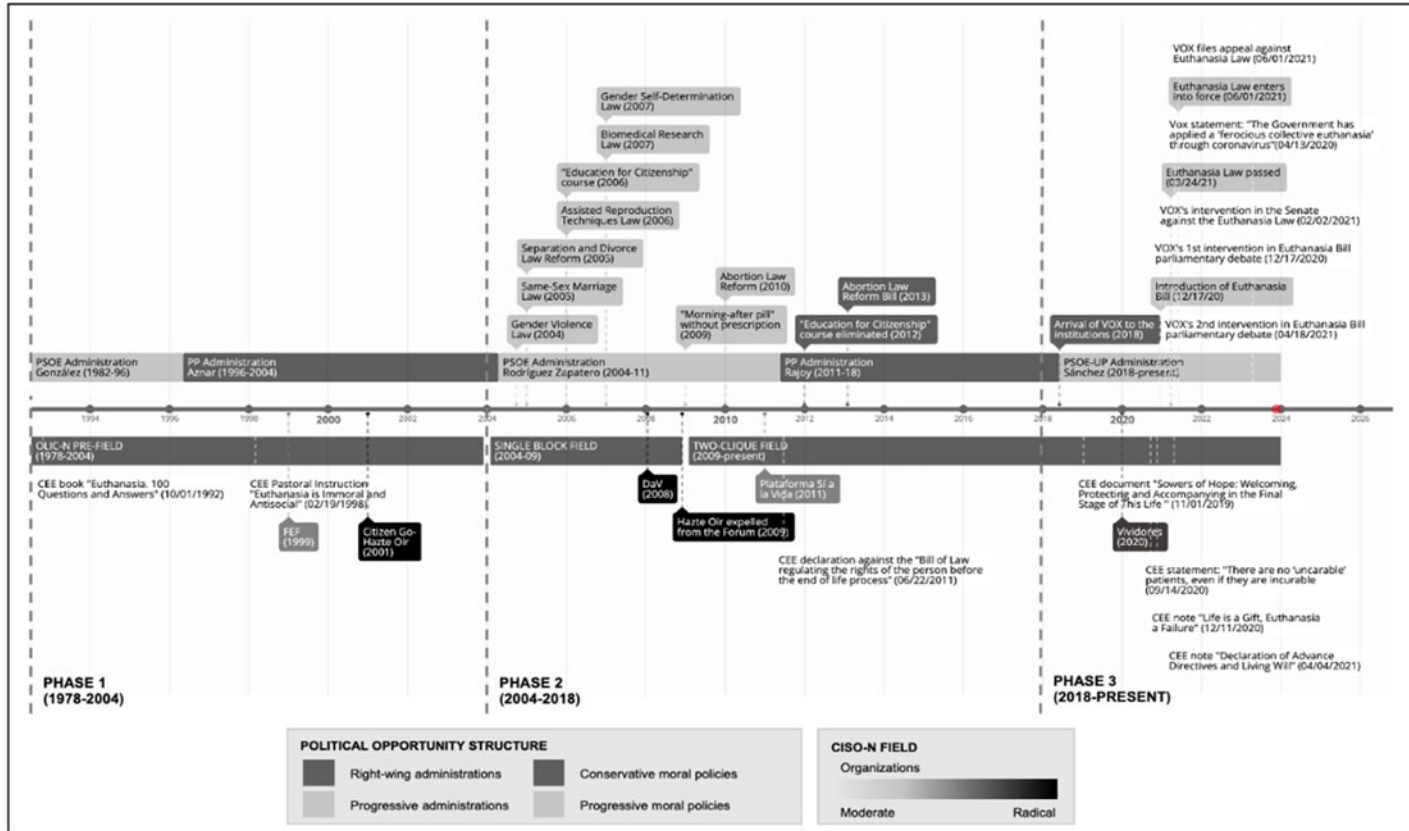 VOX files appeal against
Euthanasia Law (06/01/2021)
Euthanasia Law enters
into force (06/01/2021)
Vox statement: "The Government has
applied a 'ferocious collective euthanasia'
through coronavirus"(04/13/2020)
Euthanasia Law passed
(03/24/21)
VOX's intervention in the Senate
against the Euthanasia Law (02/02/2021)
VOX's 1st intervention in Euthanasia Bill
parliamentary debate (12/17/2020)
Introduction of Euthanasia
Bill (12/17/20)
VOX's 2nd intervention in Euthanasia Bill
parliamentary debate (04/18/2021)
Arrival of VOX to the
institutions (2018)
Gender Self-Determination
Law (2007)
Biomedical Research
Law (2007)
"Education for Citizenship"
course (2006)
Assisted Reproduction
Techniques Law (2006)
Separation and Divorce
Law Reform (2005)
Same-Sex Marriage
Law (2005)
Gender Violence
Law (2004)
Abortion Law
Reform (2010)
"Morning-after pill"
without prescription
(2009)
Abortion Law
Reform Bill (2013)
"Education for Citizenship"
course eliminated (2012)
PSOE Administration
González (1982-96)
PP Administration
Aznar (1996-2004)
PSOE Administration
Rodríguez Zapatero (2004-11)
PP Administration
Rajoy (2011-18)
PSOE-UP Administration
Sánchez (2018-present)
1994 1996 1998 2000 2002 2004 2006 2008 2010 2012 2014 2016 2018 2020 2022 2024 2026
OLIC-N PRE-FIELD
(1978-2004)
SINGLE BLOCK FIELD
(2004-09)
TWO-CLIQUE FIELD
(2009-present)
CEE book "Euthanasia. 100
Questions and Answers" (10/01/1992)
CEE Pastoral Instruction
"Euthanasia is Immoral and
Antisocial" (02/19/1998)
FEF
(1999)
Citizen Go-
Hazte Oir
(2001)
DaV
(2008)
Hazte Oir expelled
from the Forum (2009)
Plataforma Sí a
la Vida (2011)
CEE declaration against the "Bill of Law
regulating the rights of the person before
the end of life process" (06/22/2011)
CEE document "Sowers of Hope: Welcoming,
Protecting and Accompanying in the Final
Stage of This Life " (11/01/2019)
Vividores
(2020)
CEE statement: "There are no 'uncarable'
patients, even if they are incurable
(09/14/2020)
CEE note "Life is a Gift, Euthanasia
a Failure" (12/11/2020)
CEE note "Declaration of Advance
Directives and Living Will" (04/04/2021)
PHASE 1
(1978-2004)
PHASE 2
(2004-2018)
PHASE 3
(2018-PRESENT)
POLITICAL OPPORTUNITY STRUCTURE
Right-wing administrations
Conservative moral policies
Progressive administrations
Progressive moral policies
CISO-N FIELD
Organizations
Moderate
Radical